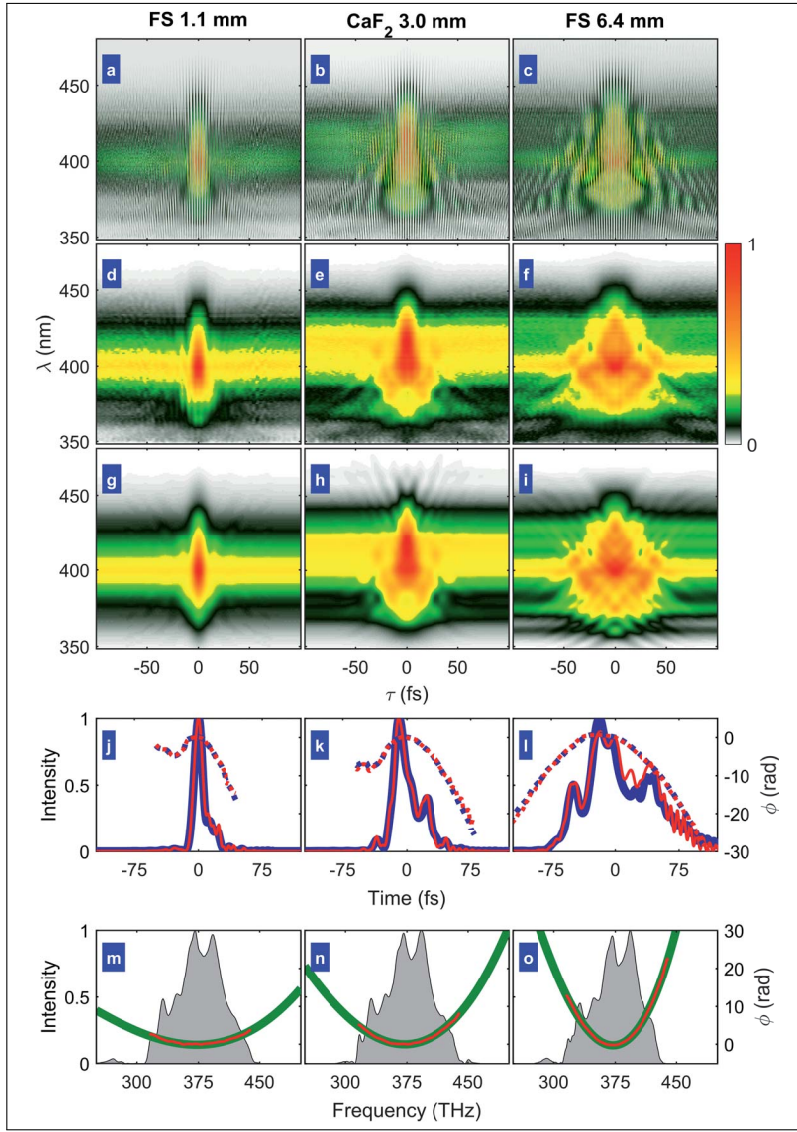 FS 1.1 mm CaF2 3.0 mm FS 6.4 mm
a b c
450
400
350
d e f
1
0
450
400
350
λ (nm)
g h i
450
400
350
-50 0 50 -50 0 50 -50 0 50
τ (fs)
j k l
1
0.5
0
Intensity
0
-10
-20
-30
ϕ (rad)
-75 0 75 -75 0 75 -75 0 75
Time (fs)
m n o
1
0.5
0
Intensity
30
20
10
0
ϕ (rad)
300 375 450 300 375 450 300 375 450
Frequency (THz)